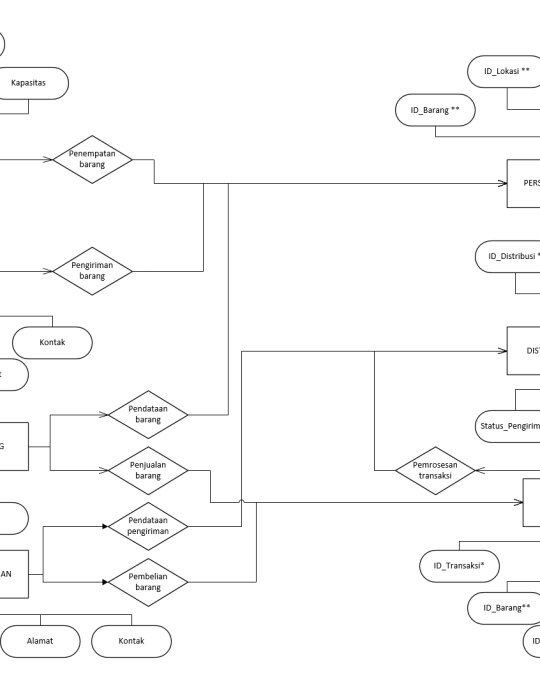 ID_Lokasi **
Kapasitas
ID_Barang **
Penempatan
barang
PERS
ID_Distribusi *
Pengiriman
barang
Kontak
DIS
Status_Pengirim
Pendataan
barang
G
Penjualan
barang
Pemrosesan
transaksi
Pendataan
pengiriman
ID_Transaksi*
AN
Pembelian
barang
ID_Barang**
Alamat
Kontak
ID